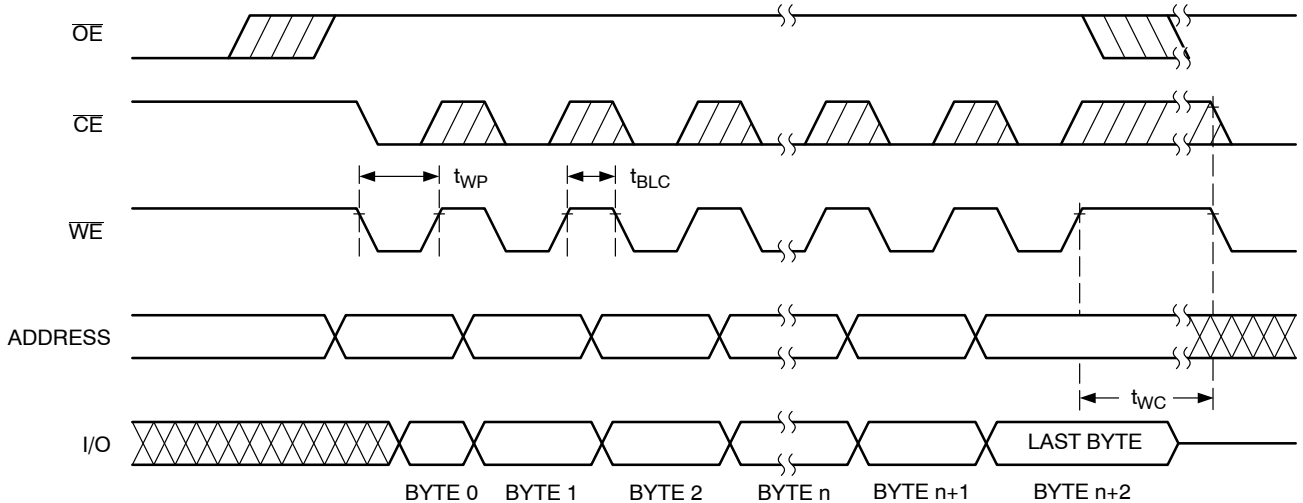 OE
CE
tWP
tBLC
WE
ADDRESS
tWC
I/O
LAST BYTE
BYTE 0 BYTE 1 BYTE 2 BYTE n BYTE n+1 BYTE n+2